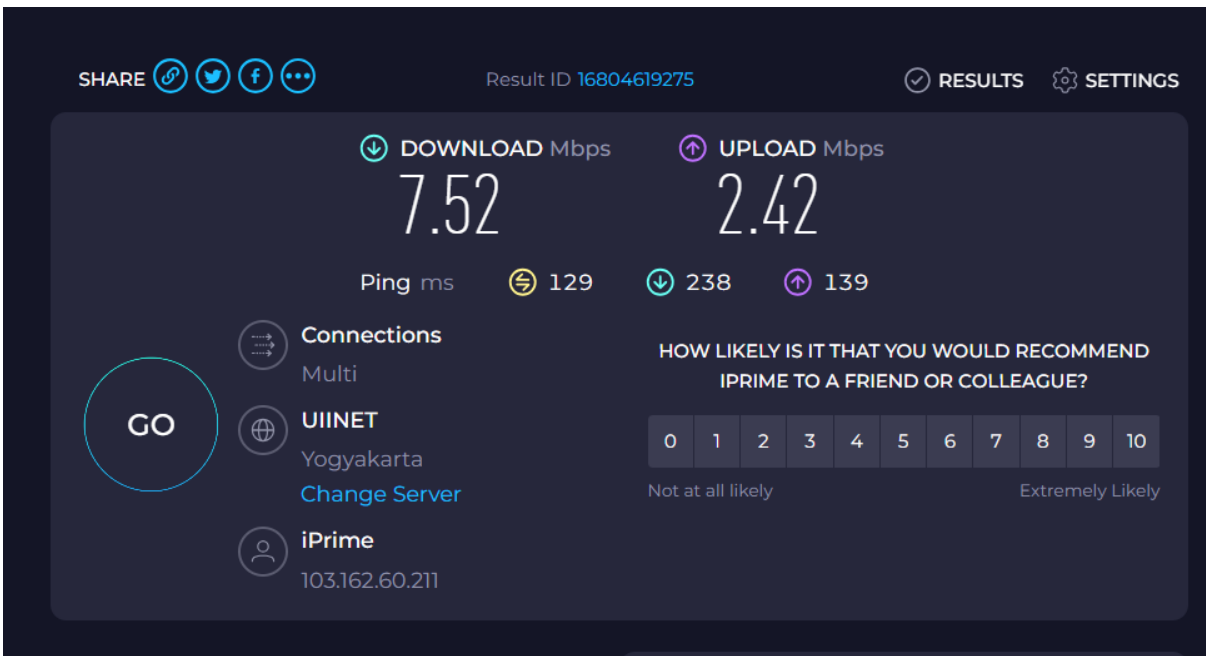 SHARE Result ID 16804619275 RESULTS SETTINGS
DOWNLOAD Mbps UPLOAD Mbps
7.52 2.42
Ping ms 129 238 139
Connections
Multi
UIINET
Yogyakarta
Change Server
iPrime
103.162.60.211
GO
HOW LIKELY IS IT THAT YOU WOULD RECOMMEND
IPRIME TO A FRIEND OR COLLEAGUE?
0 1 2 3 4 5 6 7 8 9 10
Not at all likely Extremely Likely